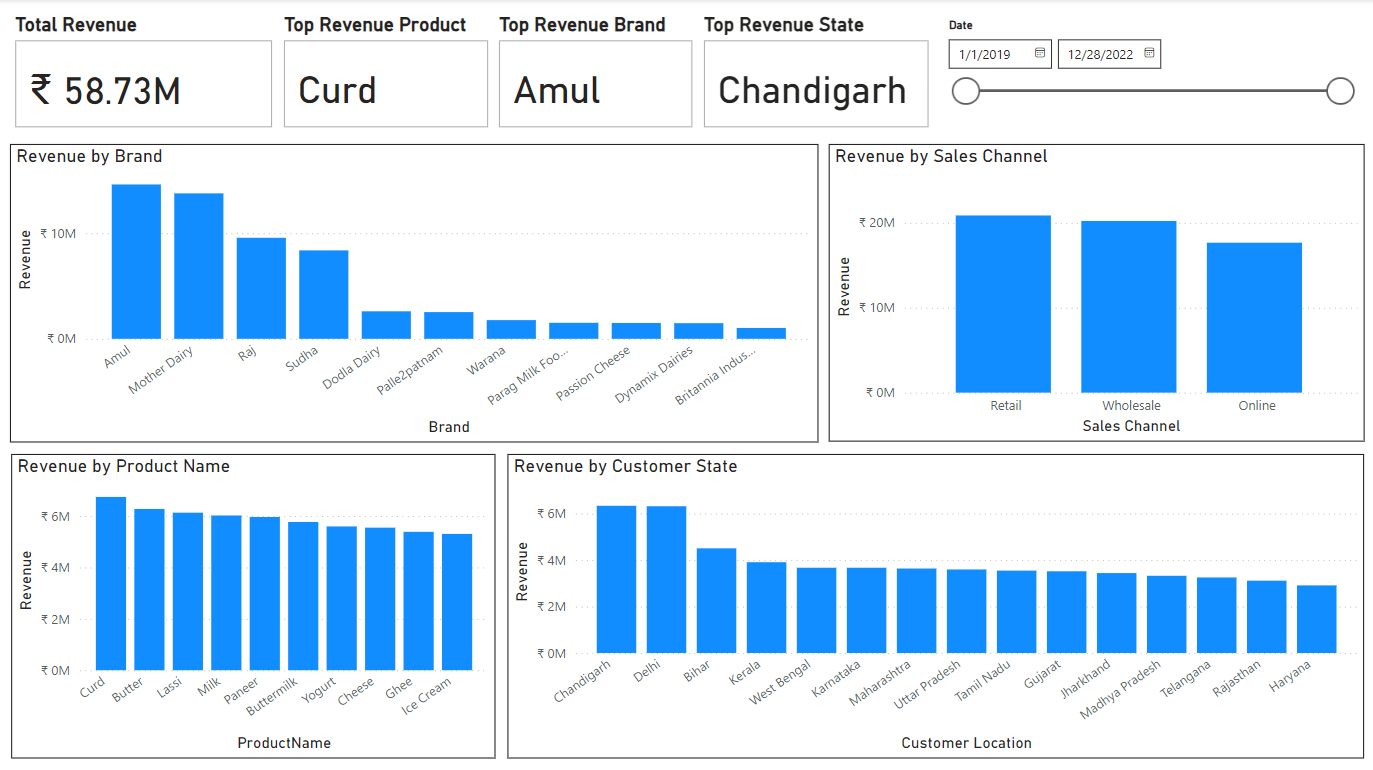 Total Revenue
₹ 58.73M
Top Revenue Product
Curd
Top Revenue Brand
Amul
Top Revenue State
Chandigarh
Date
1/1/2019
12/28/2022
Revenue by Brand
Revenue
₹ 10M
₹ 0M
Amul
Mother Dairy
Raj
Sudha
Dodla Dairy
Palle2patnam
Warana
Parag Milk Foo...
Passion Cheese
Dynamix Dairies
Britannia Indus...
Brand
Revenue by Sales Channel
Revenue
₹ 20M
₹ 10M
₹ 0M
Retail
Wholesale
Online
Sales Channel
Revenue by Product Name
Revenue
₹ 6M
₹ 4M
₹ 2M
₹ 0M
Curd
Butter
Lassi
Milk
Paneer
Buttermilk
Yogurt
Cheese
Ghee
Ice Cream
ProductName
Revenue by Customer State
Revenue
₹ 6M
₹ 4M
₹ 2M
₹ 0M
Chandigarh
Delhi
Bihar
Kerala
West Bengal
Karnataka
Maharashtra
Uttar Pradesh
Tamil Nadu
Gujarat
Jharkhand
Madhya Pradesh
Telangana
Rajasthan
Haryana
Customer Location